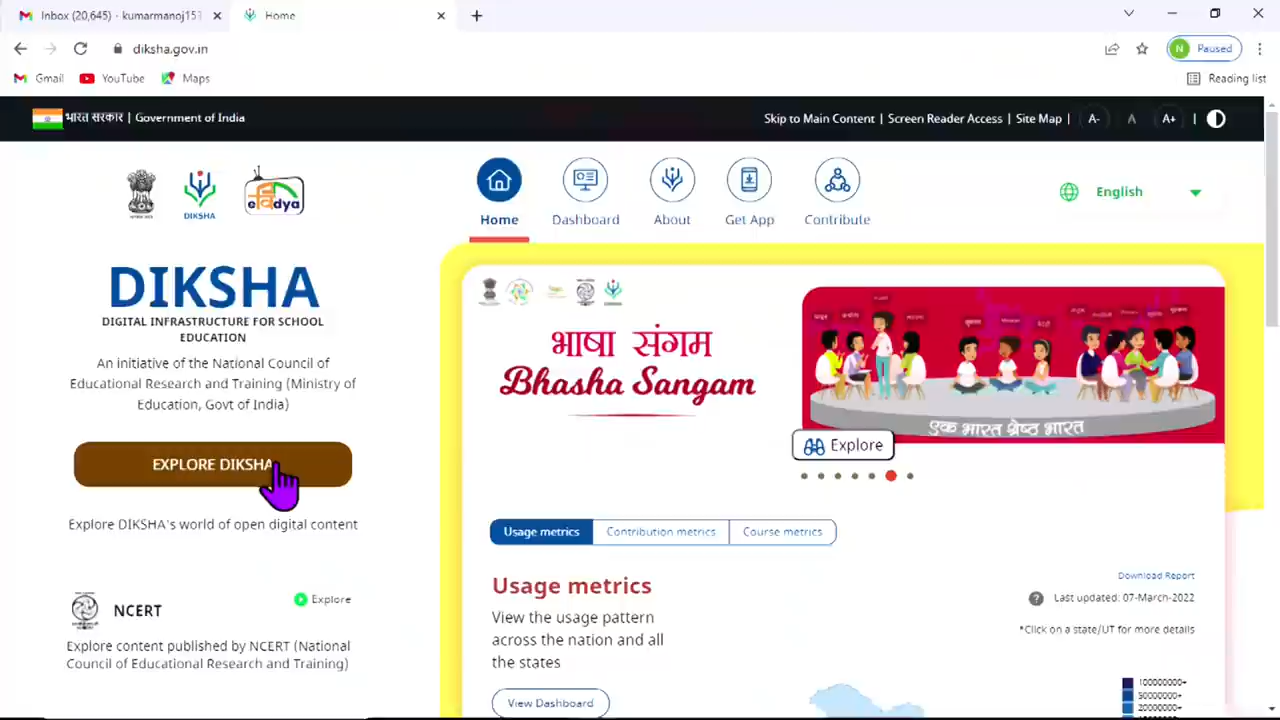 Inbox (20,645) - kumarmanoj151
Home
diksha.gov.in
Paused
Gmail
YouTube
Maps
Reading list
भारत सरकार | Government of India
Skip to Main Content | Screen Reader Access | Site Map |
A-
A
A+
DIKSHA
Home
Dashboard
About
Get App
Contribute
English
DIKSHA
DIGITAL INFRASTRUCTURE FOR SCHOOL
EDUCATION
An initiative of the National Council of
Educational Research and Training (Ministry of
Education, Govt of India)
EXPLORE DIKSHA
Explore DIKSHA's world of open digital content
NCERT
Explore
Explore content published by NCERT (National
Council of Educational Research and Training)
भाषा संगम
Bhasha Sangam
एक भारत श्रेष्ठ भारत
Explore
Usage metrics
Contribution metrics
Course metrics
Usage metrics
View the usage pattern
across the nation and all
the states
View Dashboard
Download Report
Last updated: 07-March-2022
*Click on a state/UT for more details
100000000+
50000000+
20000000+